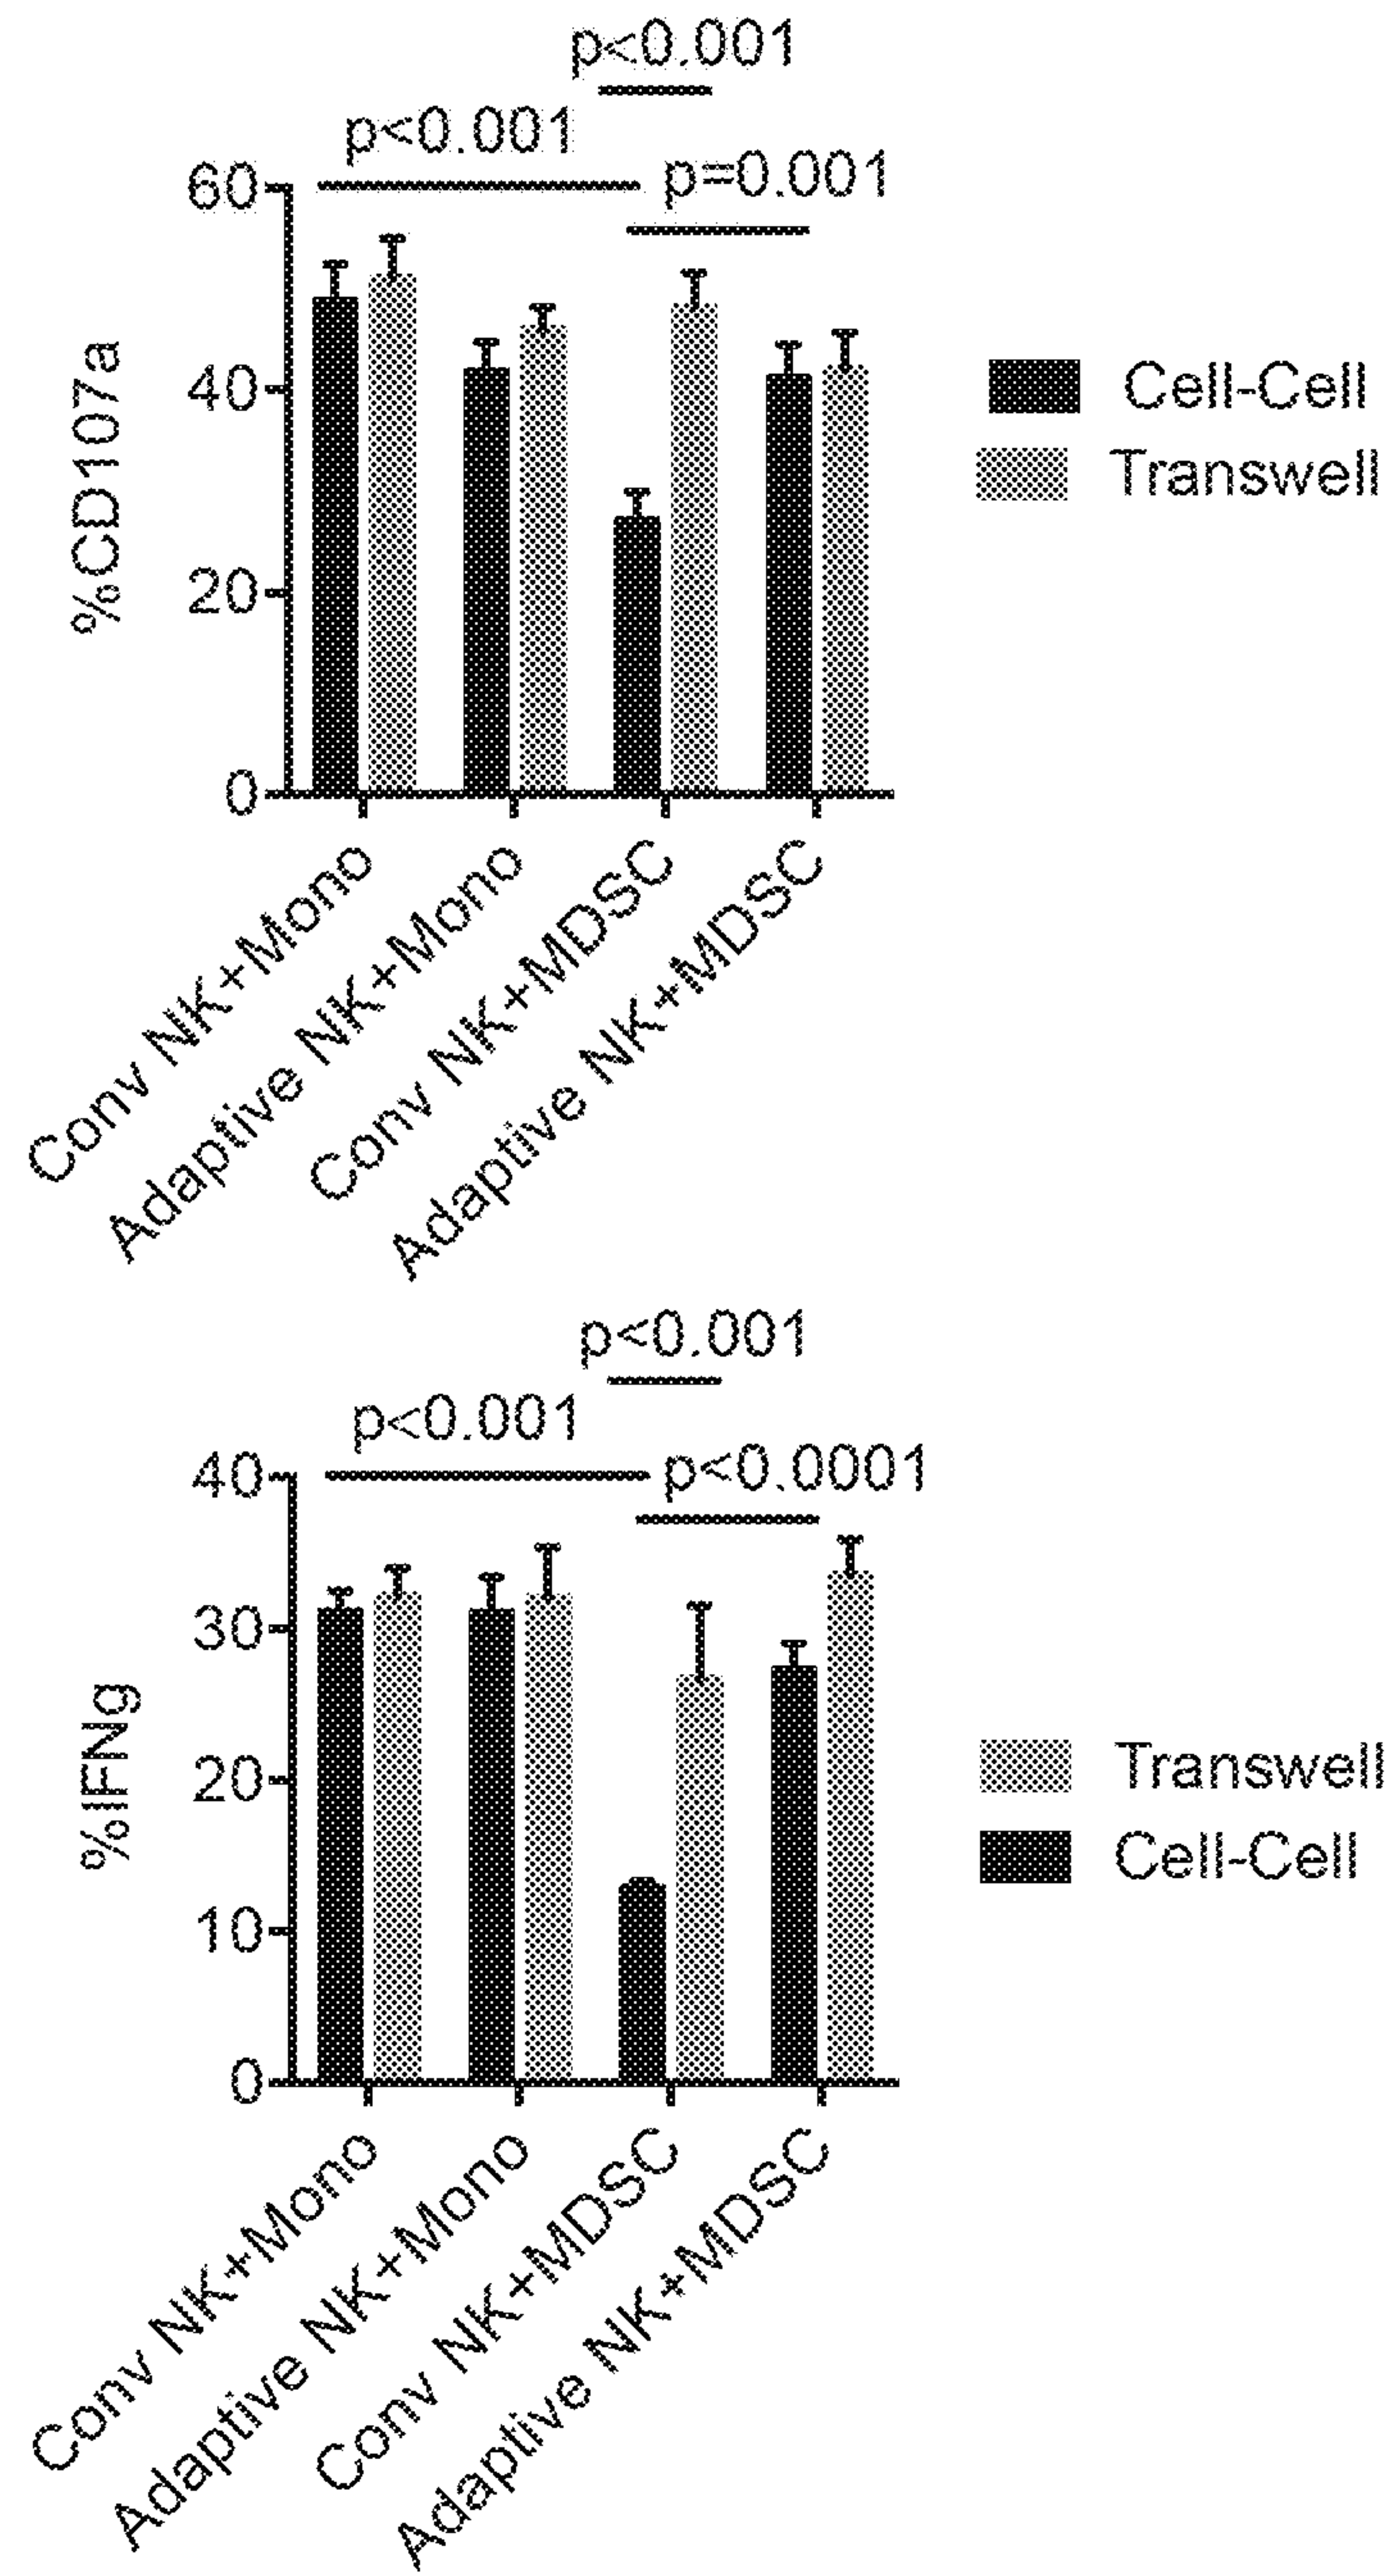 p<0.001
p<0.001
p=0.001
60
40
20
0
%CD107a
Cell-Cell
Transwell
Conv NK+Mono
Adaptive NK+Mono
Conv NK+MDSC
Adaptive NK+MDSC
p<0.001
p<0.001
p<0.0001
40
30
20
10
0
%IFNg
Transwell
Cell-Cell
Conv NK+Mono
Adaptive NK+Mono
Conv NK+MDSC
Adaptive NK+MDSC